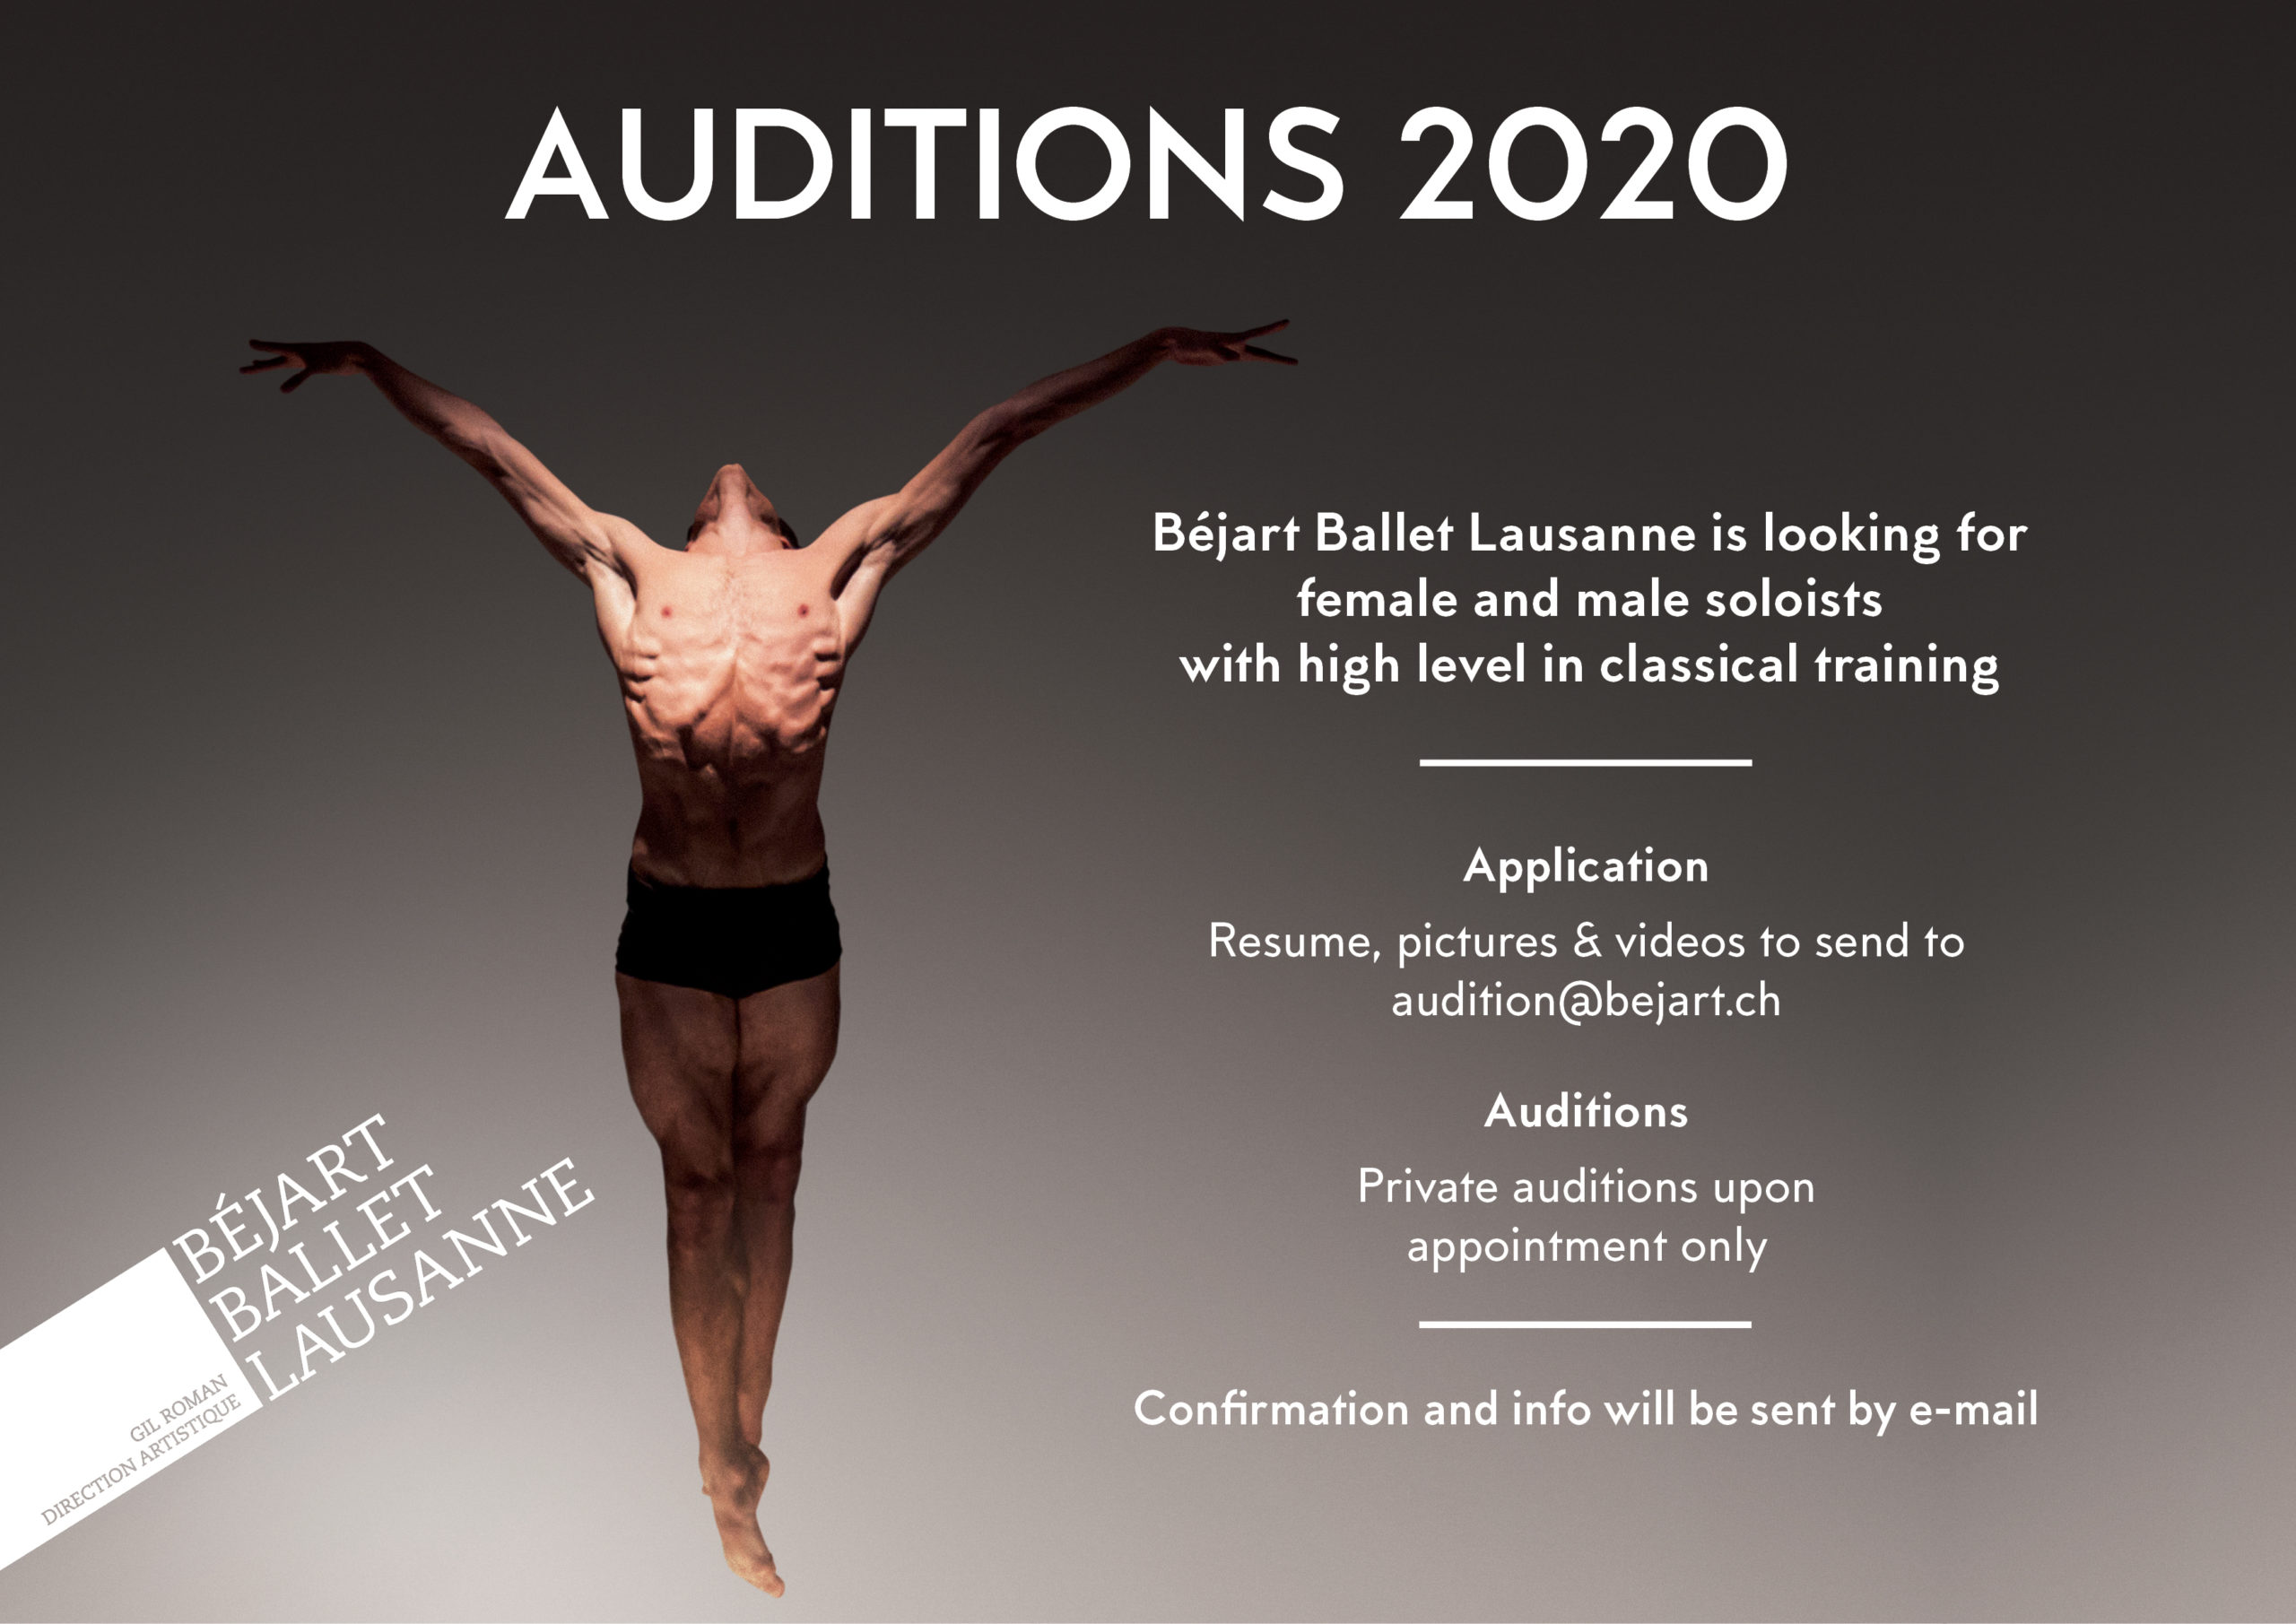 AUDITIONS 2020
Béjart Ballet Lausanne is looking for
female and male soloists
with high level in classical training
Application
Resume, pictures & videos to send to
audition@bejart.ch
Auditions
Private auditions upon
appointment only
Confirmation and info will be sent by e-mail
BÉJART
BALLET
LAUSANNE
GIL ROMAN
DIRECTION ARTISTIQUE